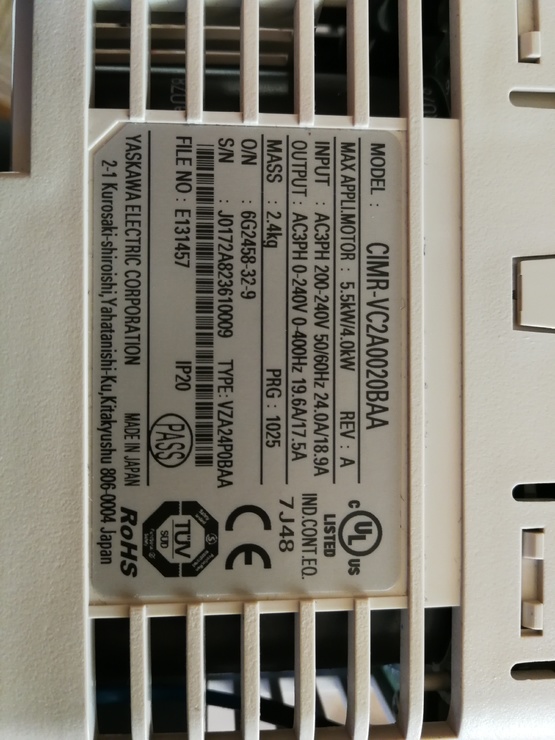 MODEL : CIMR-VC2A0020BAA
MAX APPLI.MOTOR : 5.5kW/4.0kW REV : A
INPUT : AC3PH 200-240V 50/60Hz 24.0A/18.9A
OUTPUT : AC3PH 0-240V 0-400Hz 19.6A/17.5A
MASS : 2.4kg PRG : 1025
O/N : 6G2458-32-9
S/N : J0172A823610009 TYPE: VZA24P0BAA
FILE NO : E131457 IP20
PASS
YASKAWA ELECTRIC CORPORATION MADE IN JAPAN
2-1 Kurosaki-shiroishi,Yahatanishi-Ku,Kitakyushu 806-0004 Japan
C UL US
LISTED
IND.CONT.EQ.
7J48
CE
TÜV
SÜD
RoHS